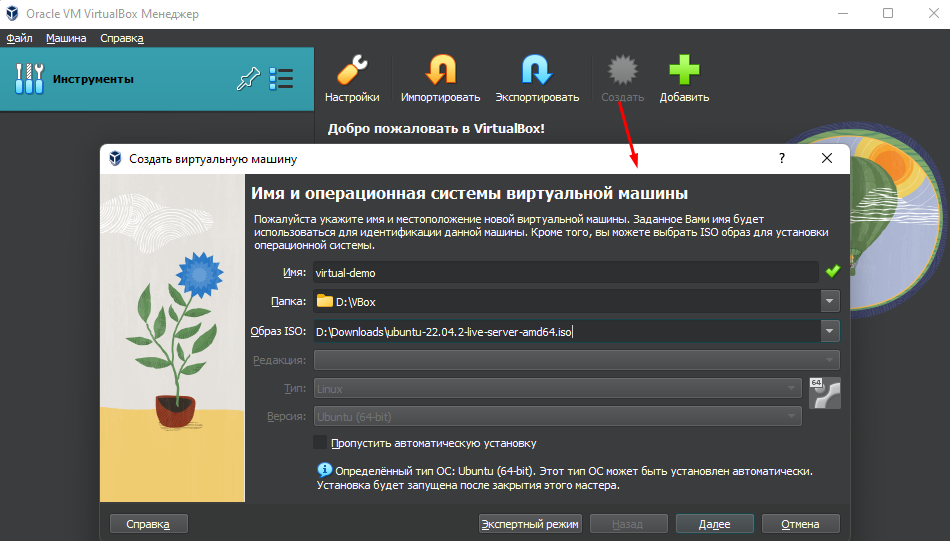 Oracle VM VirtualBox Менеджер
Файл Машина Справка
Инструменты
Настройки Импортировать Экспортировать Создать Добавить
Добро пожаловать в VirtualBox!
Создать виртуальную машину
?
Имя и операционная системы виртуальной машины
Пожалуйста укажите имя и местоположение новой виртуальной машины. Заданное Вами имя будет
использоваться для идентификации данной машины. Кроме того, вы можете выбрать ISO образ для установки
операционной системы.
Имя: virtual-demo
Папка: D:\VBox
Образ ISO: D:\Downloads\ubuntu-22.04.2-live-server-amd64.iso
Редакция:
Тип: Linux
64
Версия: Ubuntu (64-bit)
Пропустить автоматическую установку
Определённый тип ОС: Ubuntu (64-bit). Этот тип ОС может быть установлен автоматически.
Установка будет запущена после закрытия этого мастера.
Справка Экспертный режим Назад Далее Отмена